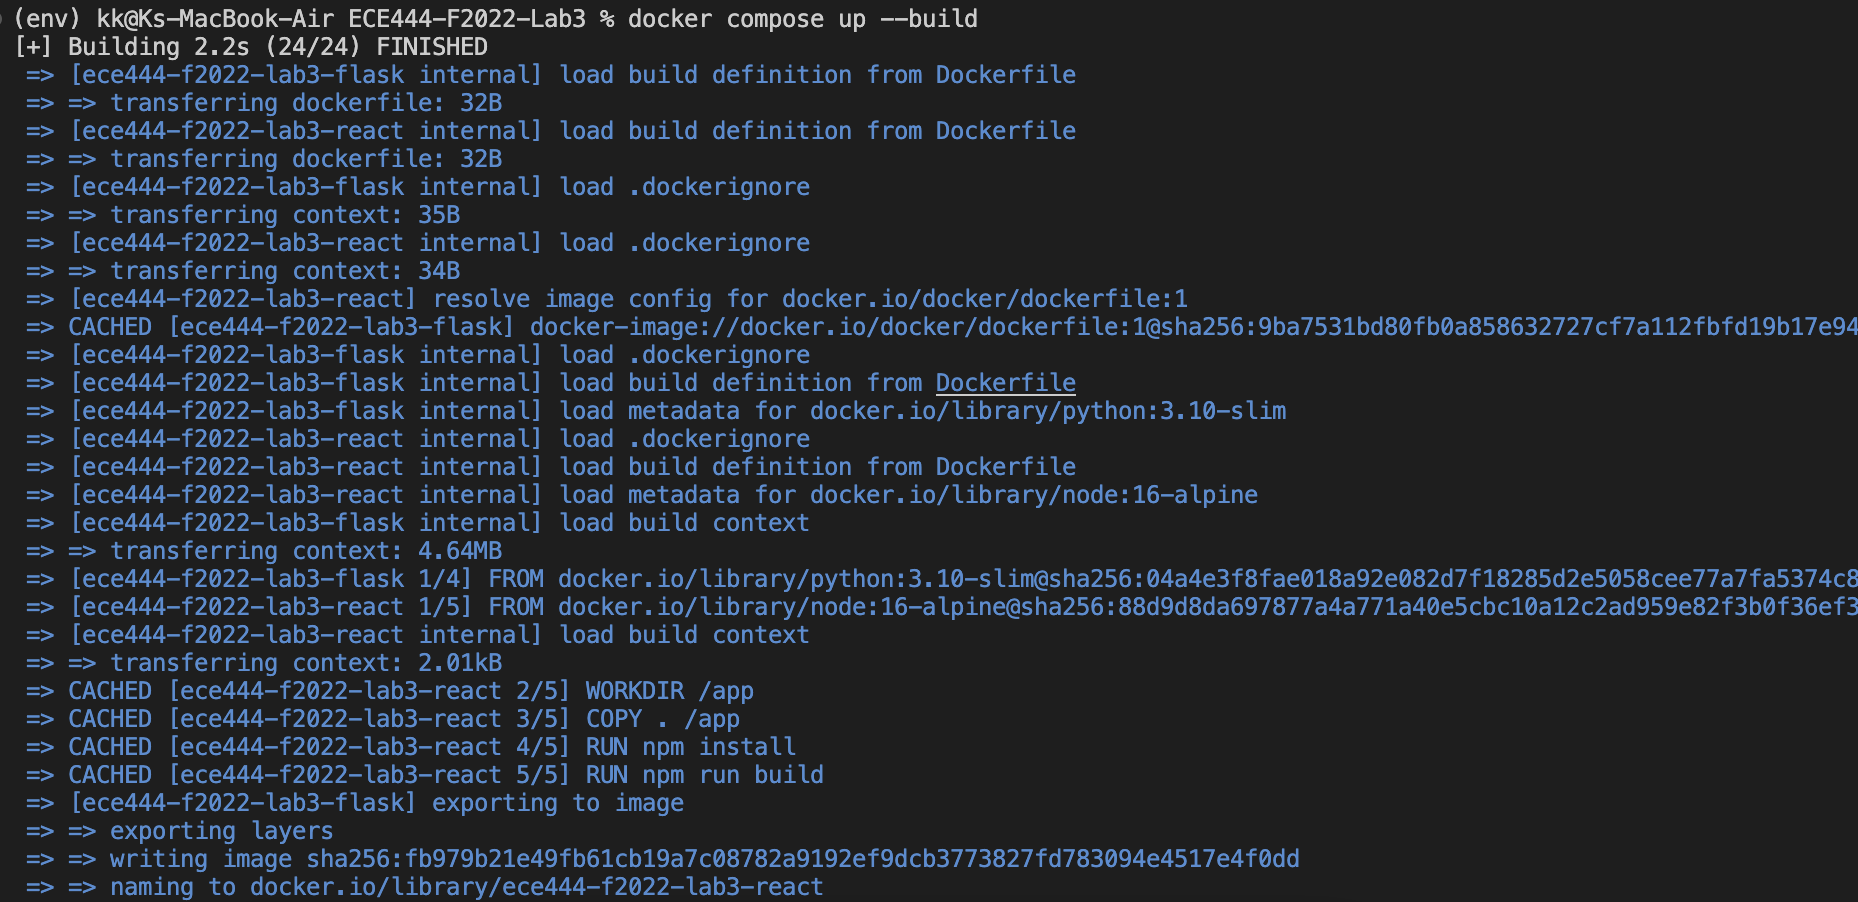 (env) kk@Ks-MacBook-Air ECE444-F2022-Lab3 % docker compose up --build
[+] Building 2.2s (24/24) FINISHED
=> [ece444-f2022-lab3-flask internal] load build definition from Dockerfile
=> => transferring dockerfile: 32B
=> [ece444-f2022-lab3-react internal] load build definition from Dockerfile
=> => transferring dockerfile: 32B
=> [ece444-f2022-lab3-flask internal] load .dockerignore
=> => transferring context: 35B
=> [ece444-f2022-lab3-react internal] load .dockerignore
=> => transferring context: 34B
=> [ece444-f2022-lab3-react] resolve image config for docker.io/docker/dockerfile:1
=> CACHED [ece444-f2022-lab3-flask] docker-image://docker.io/docker/dockerfile:1@sha256:9ba7531bd80fb0a858632727cf7a112fbfd19b17e94
=> [ece444-f2022-lab3-flask internal] load .dockerignore
=> [ece444-f2022-lab3-flask internal] load build definition from Dockerfile
=> [ece444-f2022-lab3-flask internal] load metadata for docker.io/library/python:3.10-slim
=> [ece444-f2022-lab3-react internal] load .dockerignore
=> [ece444-f2022-lab3-react internal] load build definition from Dockerfile
=> [ece444-f2022-lab3-react internal] load metadata for docker.io/library/node:16-alpine
=> [ece444-f2022-lab3-flask internal] load build context
=> => transferring context: 4.64MB
=> [ece444-f2022-lab3-flask 1/4] FROM docker.io/library/python:3.10-slim@sha256:04a4e3f8fae018a92e082d7f18285d2e5058cee77a7fa5374c8
=> [ece444-f2022-lab3-react 1/5] FROM docker.io/library/node:16-alpine@sha256:88d9d8da697877a4a771a40e5cbc10a12c2ad959e82f3b0f36ef3
=> [ece444-f2022-lab3-react internal] load build context
=> => transferring context: 2.01kB
=> CACHED [ece444-f2022-lab3-react 2/5] WORKDIR /app
=> CACHED [ece444-f2022-lab3-react 3/5] COPY . /app
=> CACHED [ece444-f2022-lab3-react 4/5] RUN npm install
=> CACHED [ece444-f2022-lab3-react 5/5] RUN npm run build
=> [ece444-f2022-lab3-flask] exporting to image
=> => exporting layers
=> => writing image sha256:fb979b21e49fb61cb19a7c08782a9192ef9dcb3773827fd783094e4517e4f0dd
=> => naming to docker.io/library/ece444-f2022-lab3-react